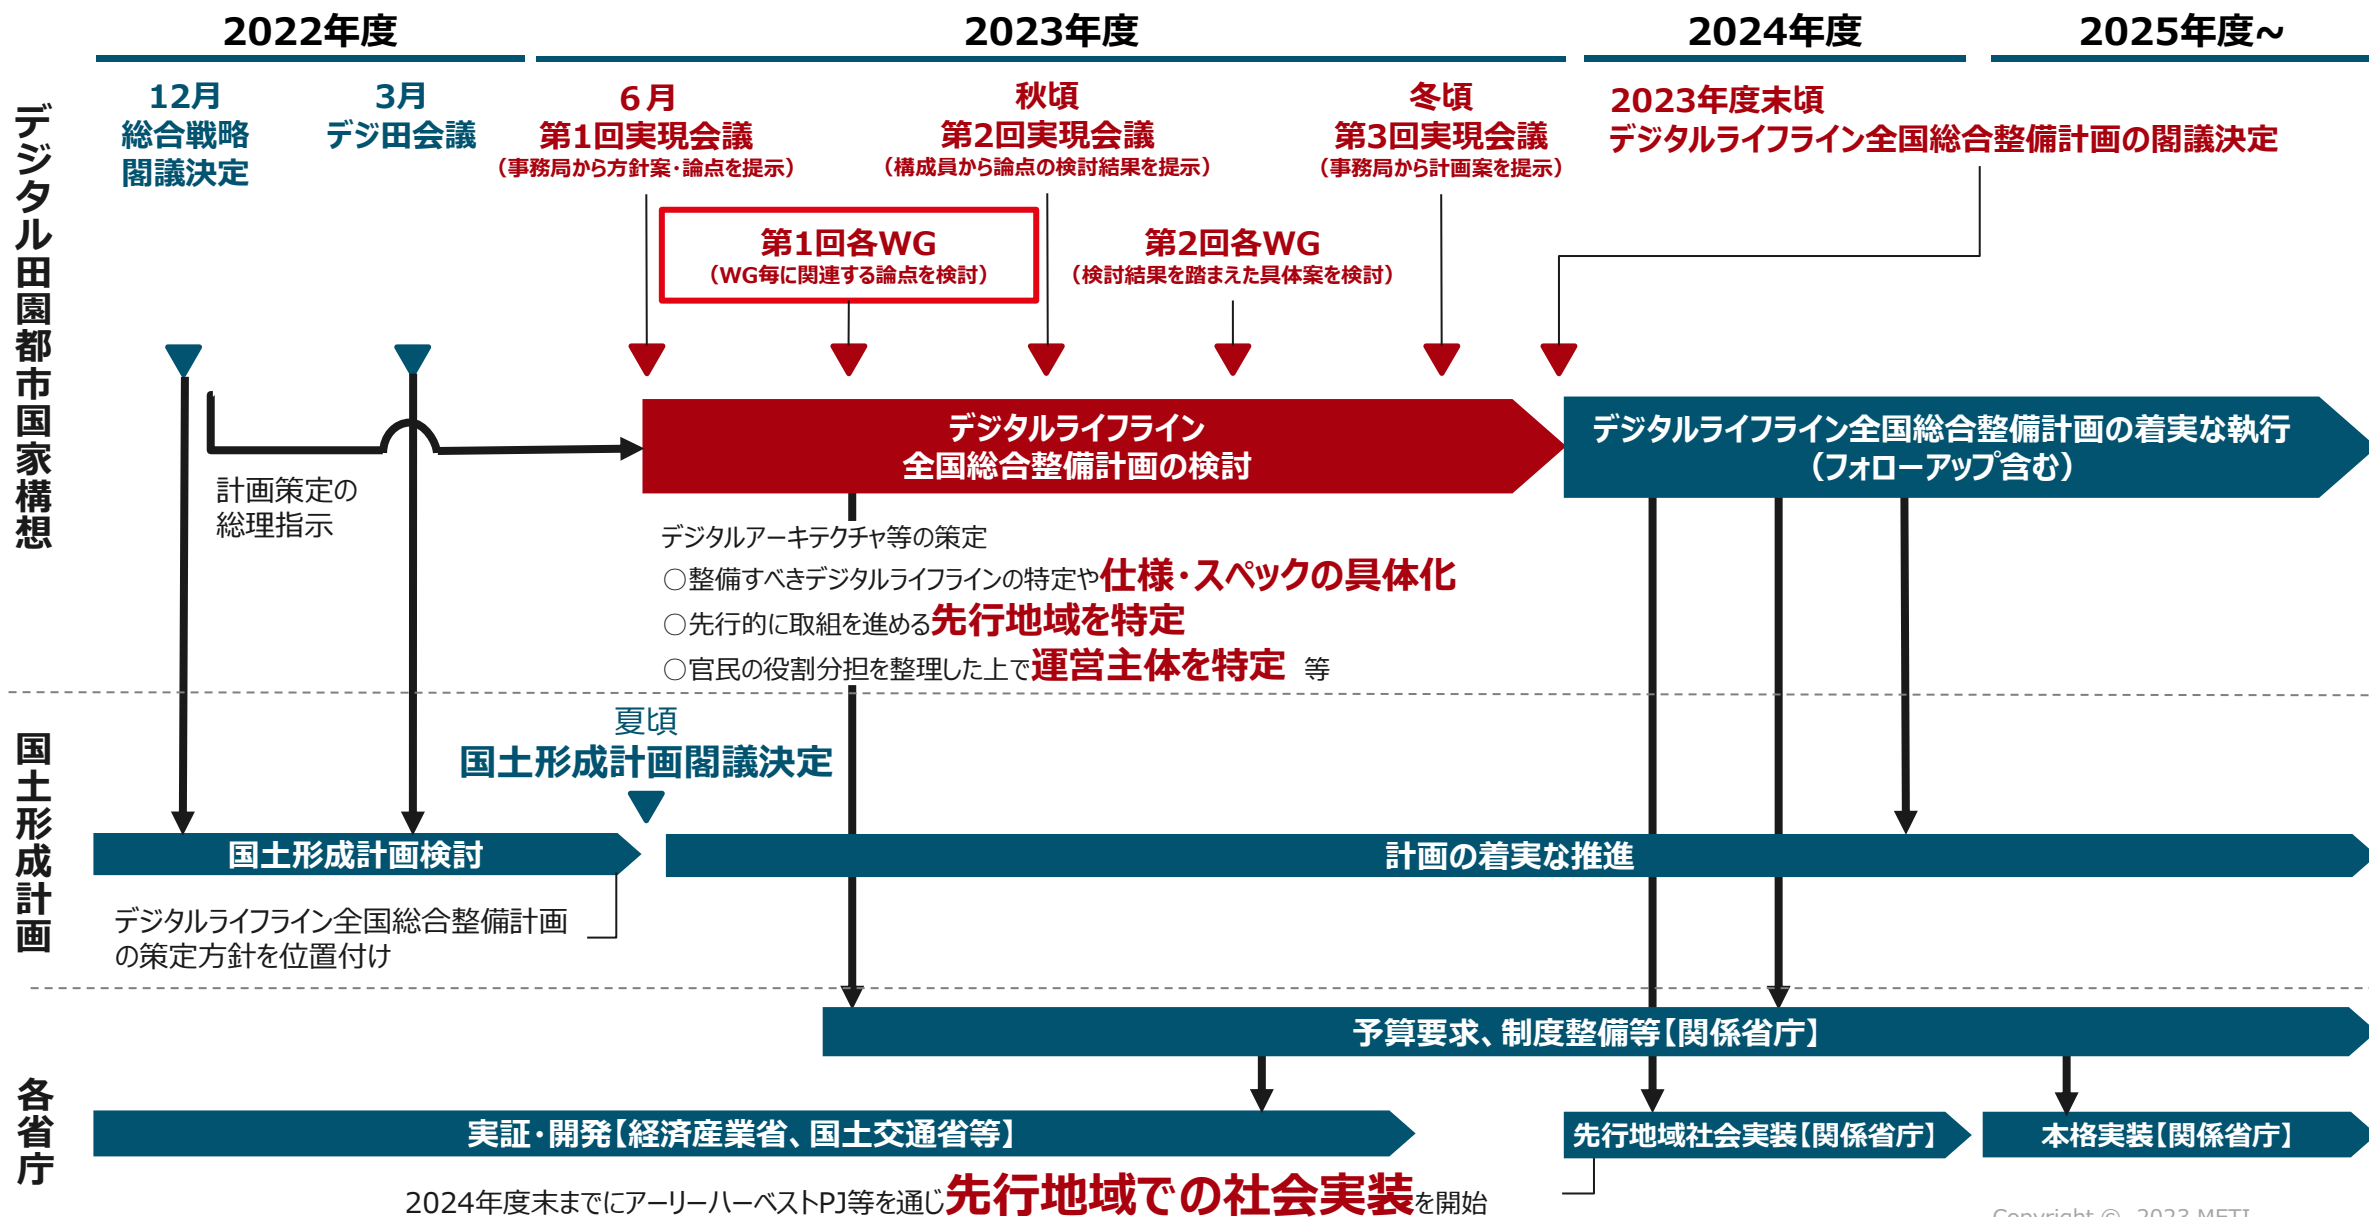 2022年度
2023年度
2024年度
2025年度~
デジタル田園都市国家構想
12月
総合戦略
閣議決定
3月
デジ田会議
6月
第1回実現会議
（事務局から方針案・論点を提示）
秋頃
第2回実現会議
（構成員から論点の検討結果を提示）
冬頃
第3回実現会議
（事務局から計画案を提示）
2023年度末頃
デジタルライフライン全国総合整備計画の閣議決定
第1回各WG
（WG毎に関連する論点を検討）
第2回各WG
（検討結果を踏まえた具体案を検討）
計画策定の
総理指示
デジタルライフライン
全国総合整備計画の検討
デジタルライフライン全国総合整備計画の着実な執行
（フォローアップ含む）
デジタルアーキテクチャ等の策定
○整備すべきデジタルライフラインの特定や仕様・スペックの具体化
○先行的に取組を進める先行地域を特定
○官民の役割分担を整理した上で運営主体を特定 等
国土形成計画
夏頃
国土形成計画閣議決定
国土形成計画検討
計画の着実な推進
デジタルライフライン全国総合整備計画
の策定方針を位置付け
各省庁
予算要求、制度整備等【関係省庁】
実証・開発【経済産業省、国土交通省等】
先行地域社会実装【関係省庁】
本格実装【関係省庁】
2024年度末までにアーリーハーベストPJ等を通じ先行地域での社会実装を開始
Copyright © 2023 METI